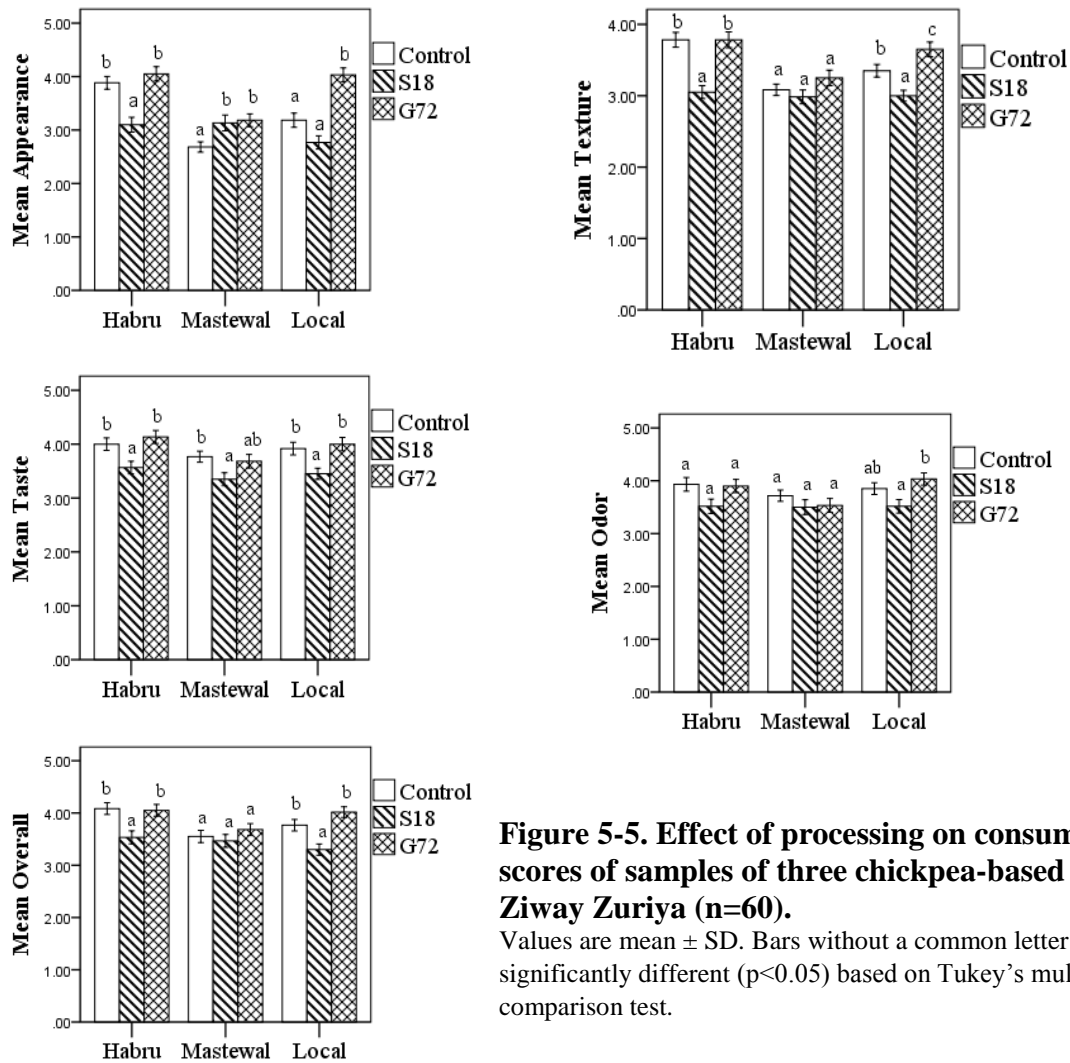 5.00
4.00
3.00
2.00
1.00
.00
Mean Appearance
b a b a b b a a b
Habru Mastewal Local
Control
S18
G72
4.00
3.00
2.00
1.00
.00
Mean Texture
b a b a a a b a c
Habru Mastewal Local
Control
S18
G72
5.00
4.00
3.00
2.00
1.00
.00
Mean Taste
b a b b a ab b a b
Habru Mastewal Local
Control
S18
G72
5.00
4.00
3.00
2.00
1.00
.00
Mean Odor
a a a a a a ab a b
Habru Mastewal Local
Control
S18
G72
5.00
4.00
3.00
2.00
1.00
.00
Mean Overall
b a b a a a b a b
Habru Mastewal Local
Control
S18
G72
Figure 5-5. Effect of processing on consum
scores of samples of three chickpea-based
Ziway Zuriya (n=60).
Values are mean ± SD. Bars without a common letter
significantly different (p<0.05) based on Tukey’s mul
comparison test.